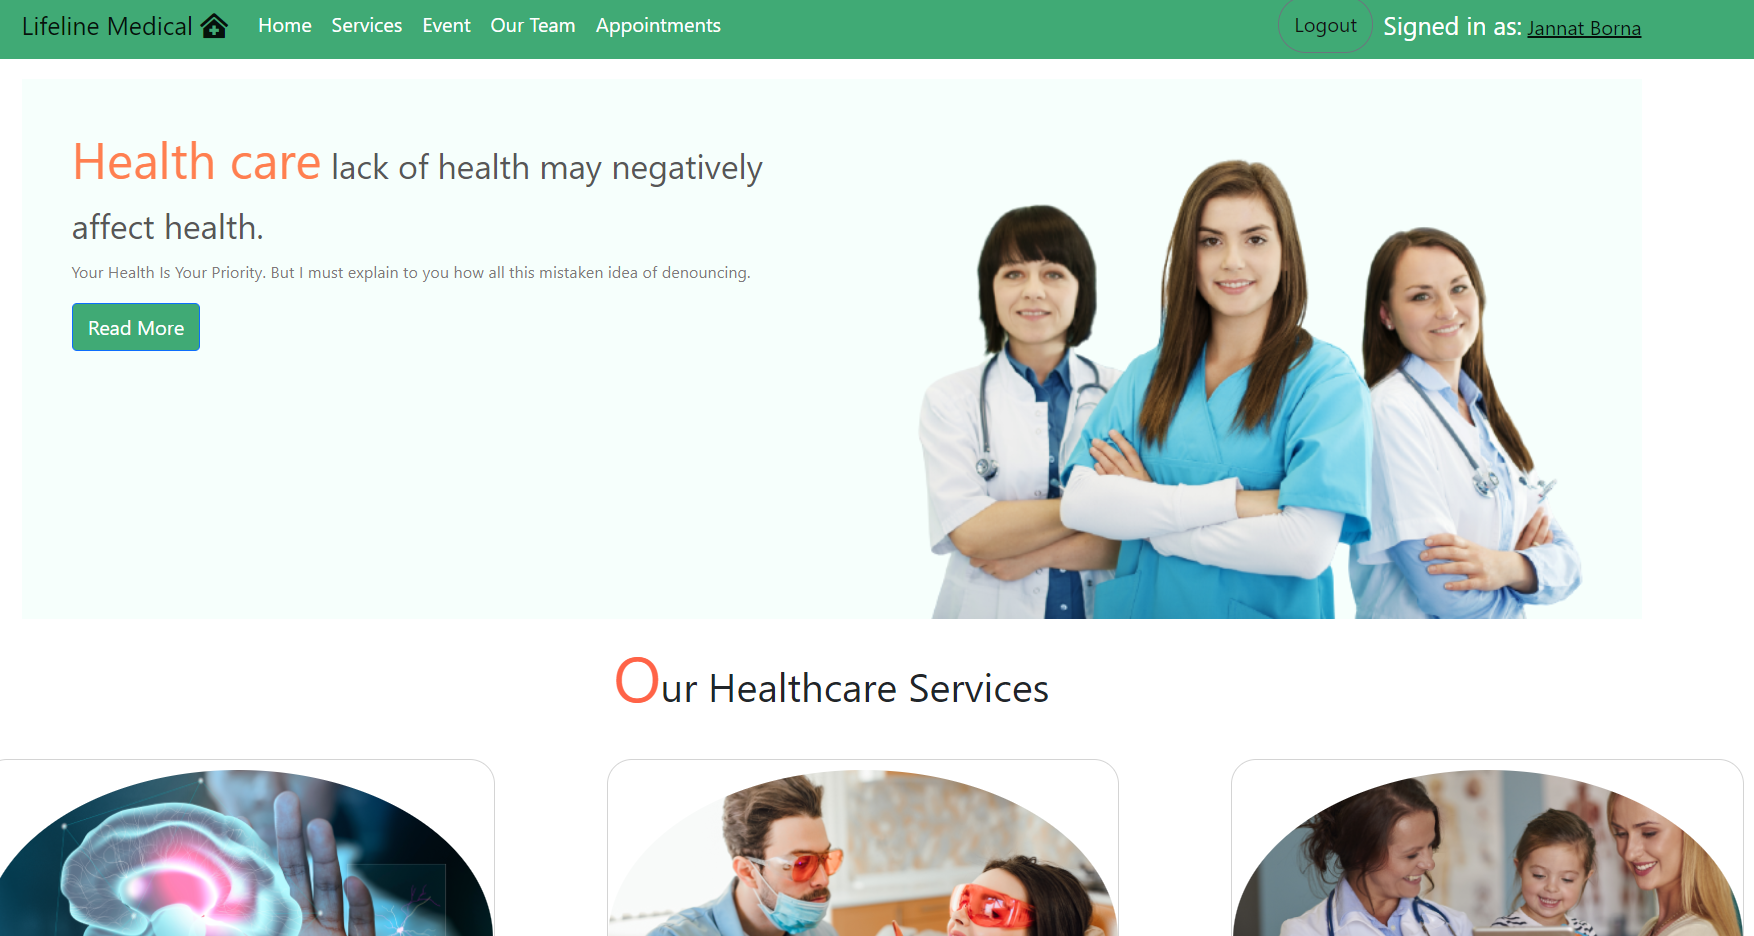 Lifeline Medical Home Services Event Our Team Appointments Logout Signed in as: Jannat Borna
Health care lack of health may negatively
affect health.
Your Health Is Your Priority. But I must explain to you how all this mistaken idea of denouncing.
Read More
Our Healthcare Services